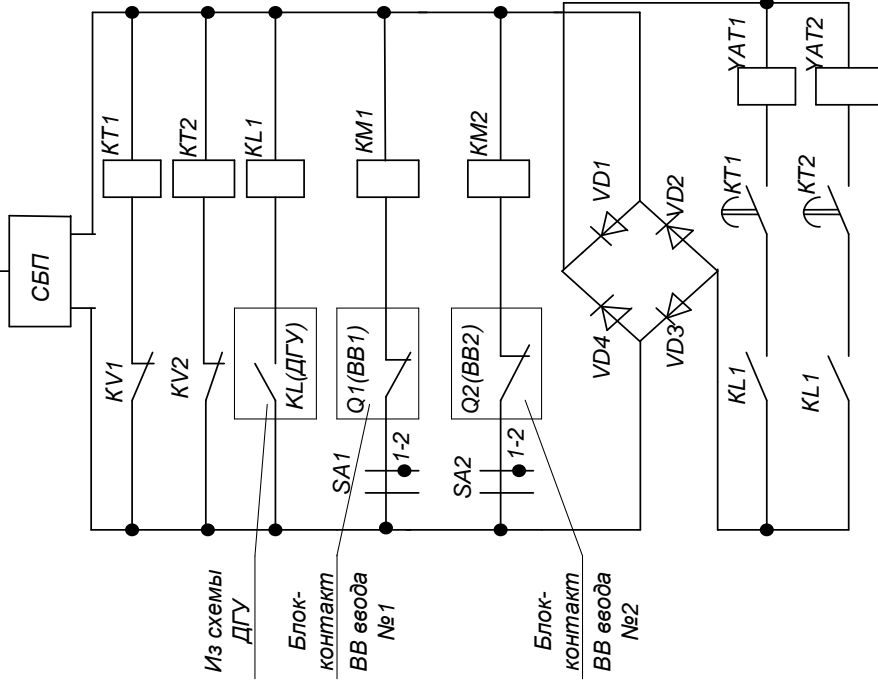 СБП
KT1
KT2
KL1
KM1
KM2
YAT1
YAT2
KT1
KT2
VD1
VD2
VD4
VD3
KV1
KV2
KL(ДГУ)
Q1(BB1)
Q2(BB2)
KL1
KL1
SA1
1-2
SA2
1-2
Из схемы
ДГУ
Блок-
контакт
ВВ ввода
№1
Блок-
контакт
ВВ ввода
№2